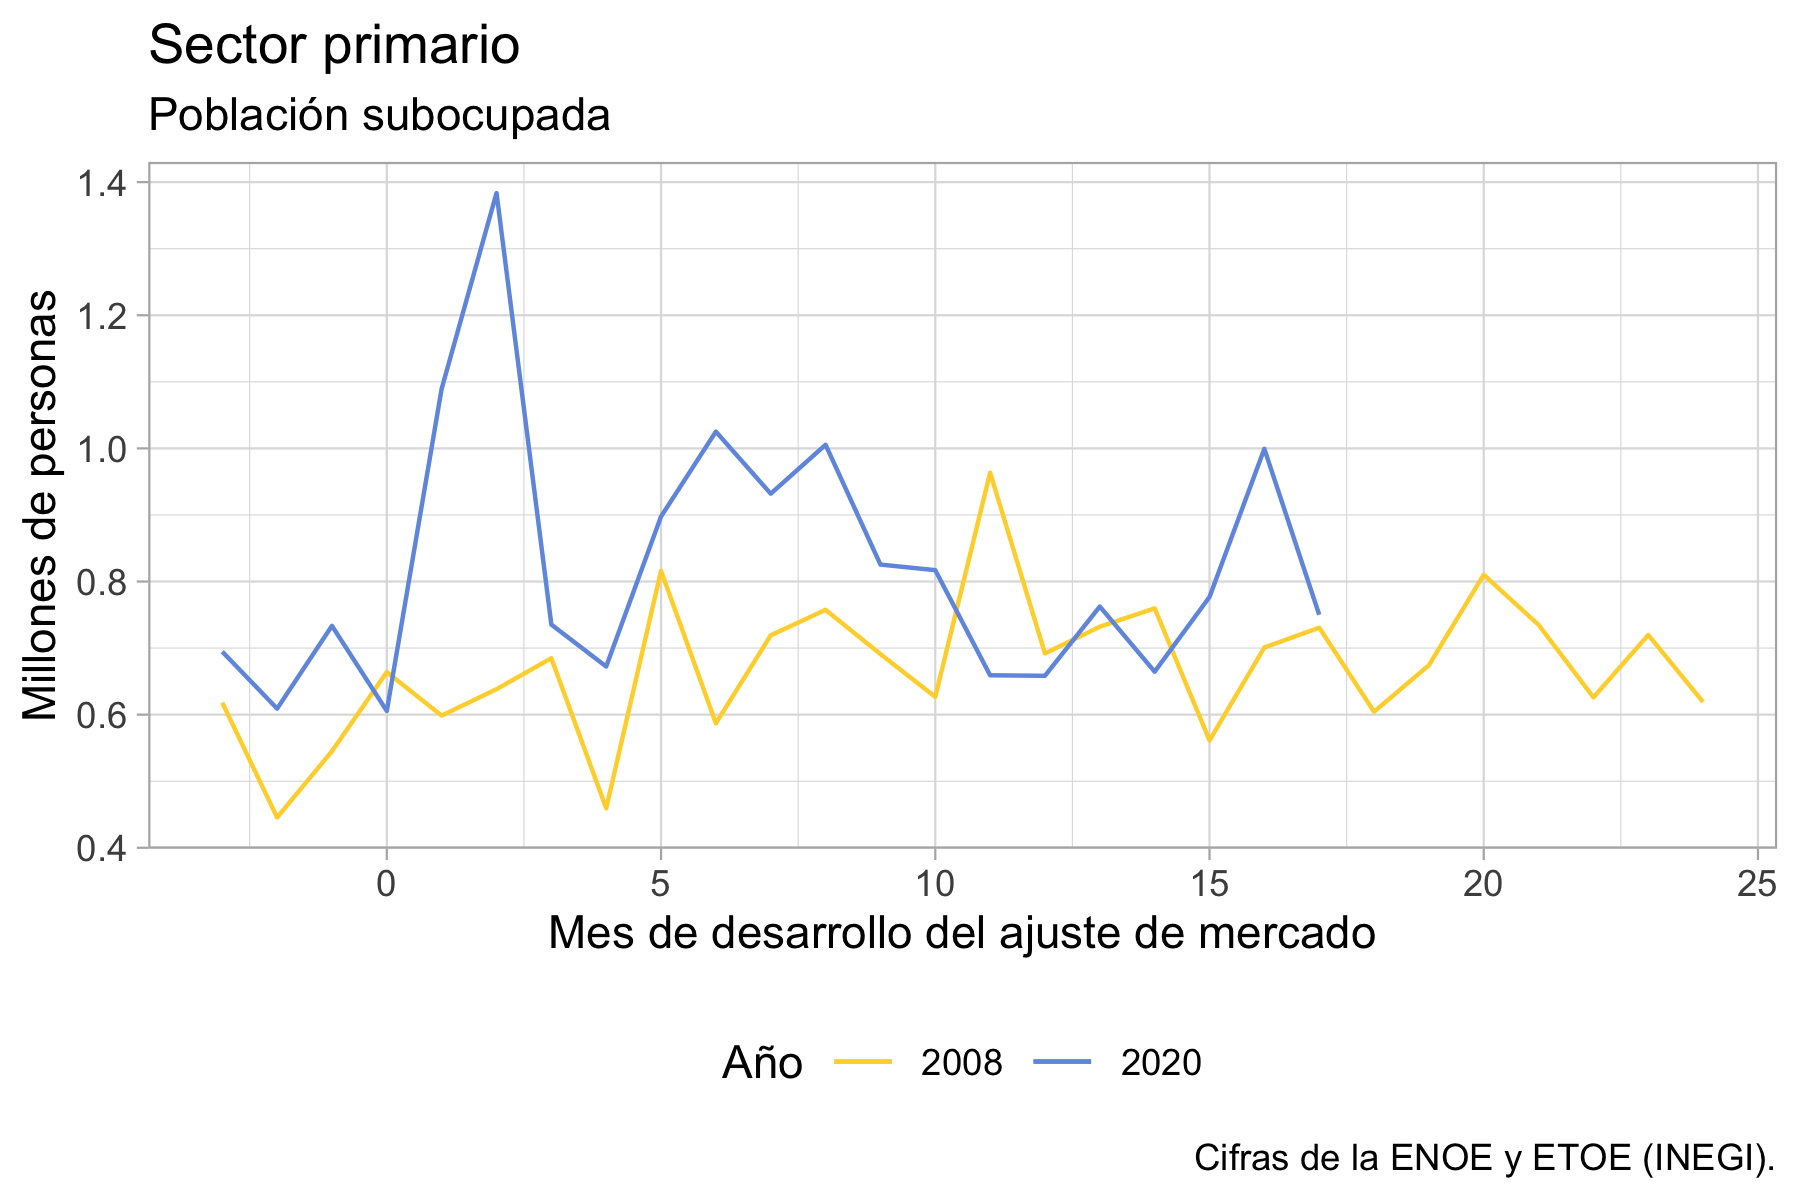 Sector primario
Población subocupada
Millones de personas
1.4
1.2
1.0
0.8
0.6
0.4
0 5 10 15 20 25
Mes de desarrollo del ajuste de mercado
Año 2008 2020
Cifras de la ENOE y ETOE (INEGI).